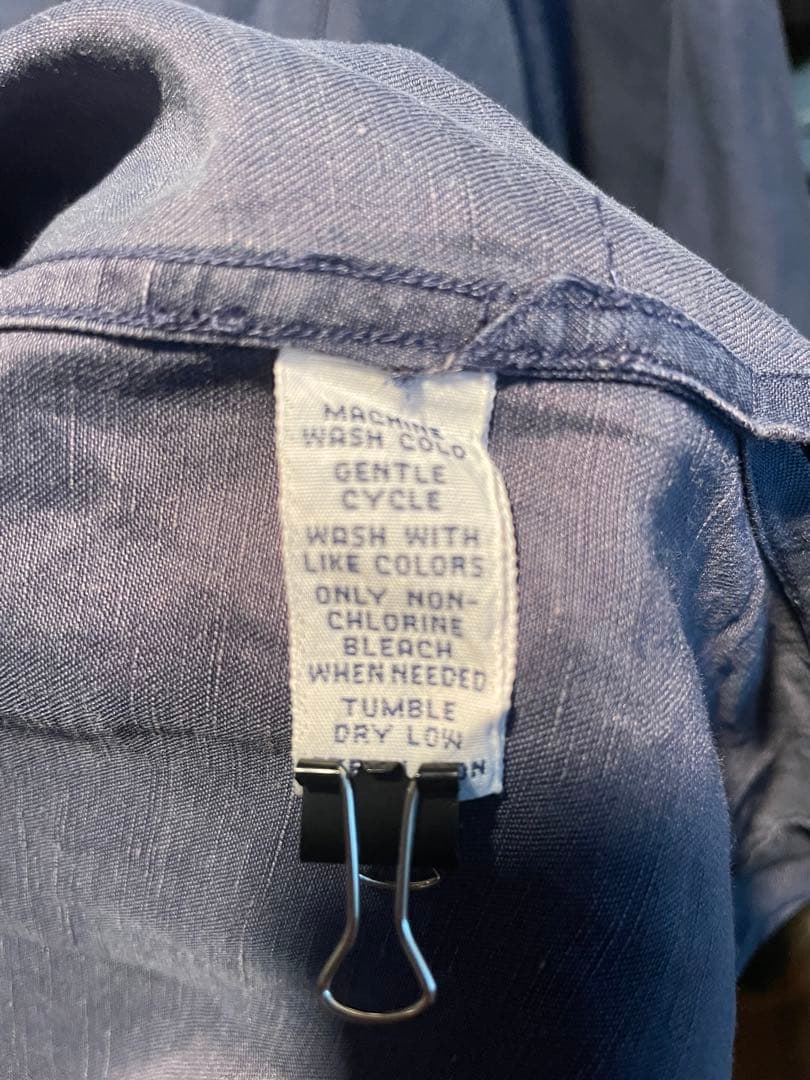 MACHINE
WASH COLD
GENTLE
CYCLE
WASH WITH
LIKE COLORS
ONLY NON-
CHLORINE
BLEACH
WHEN NEEDED
TUMBLE
DRY LOW